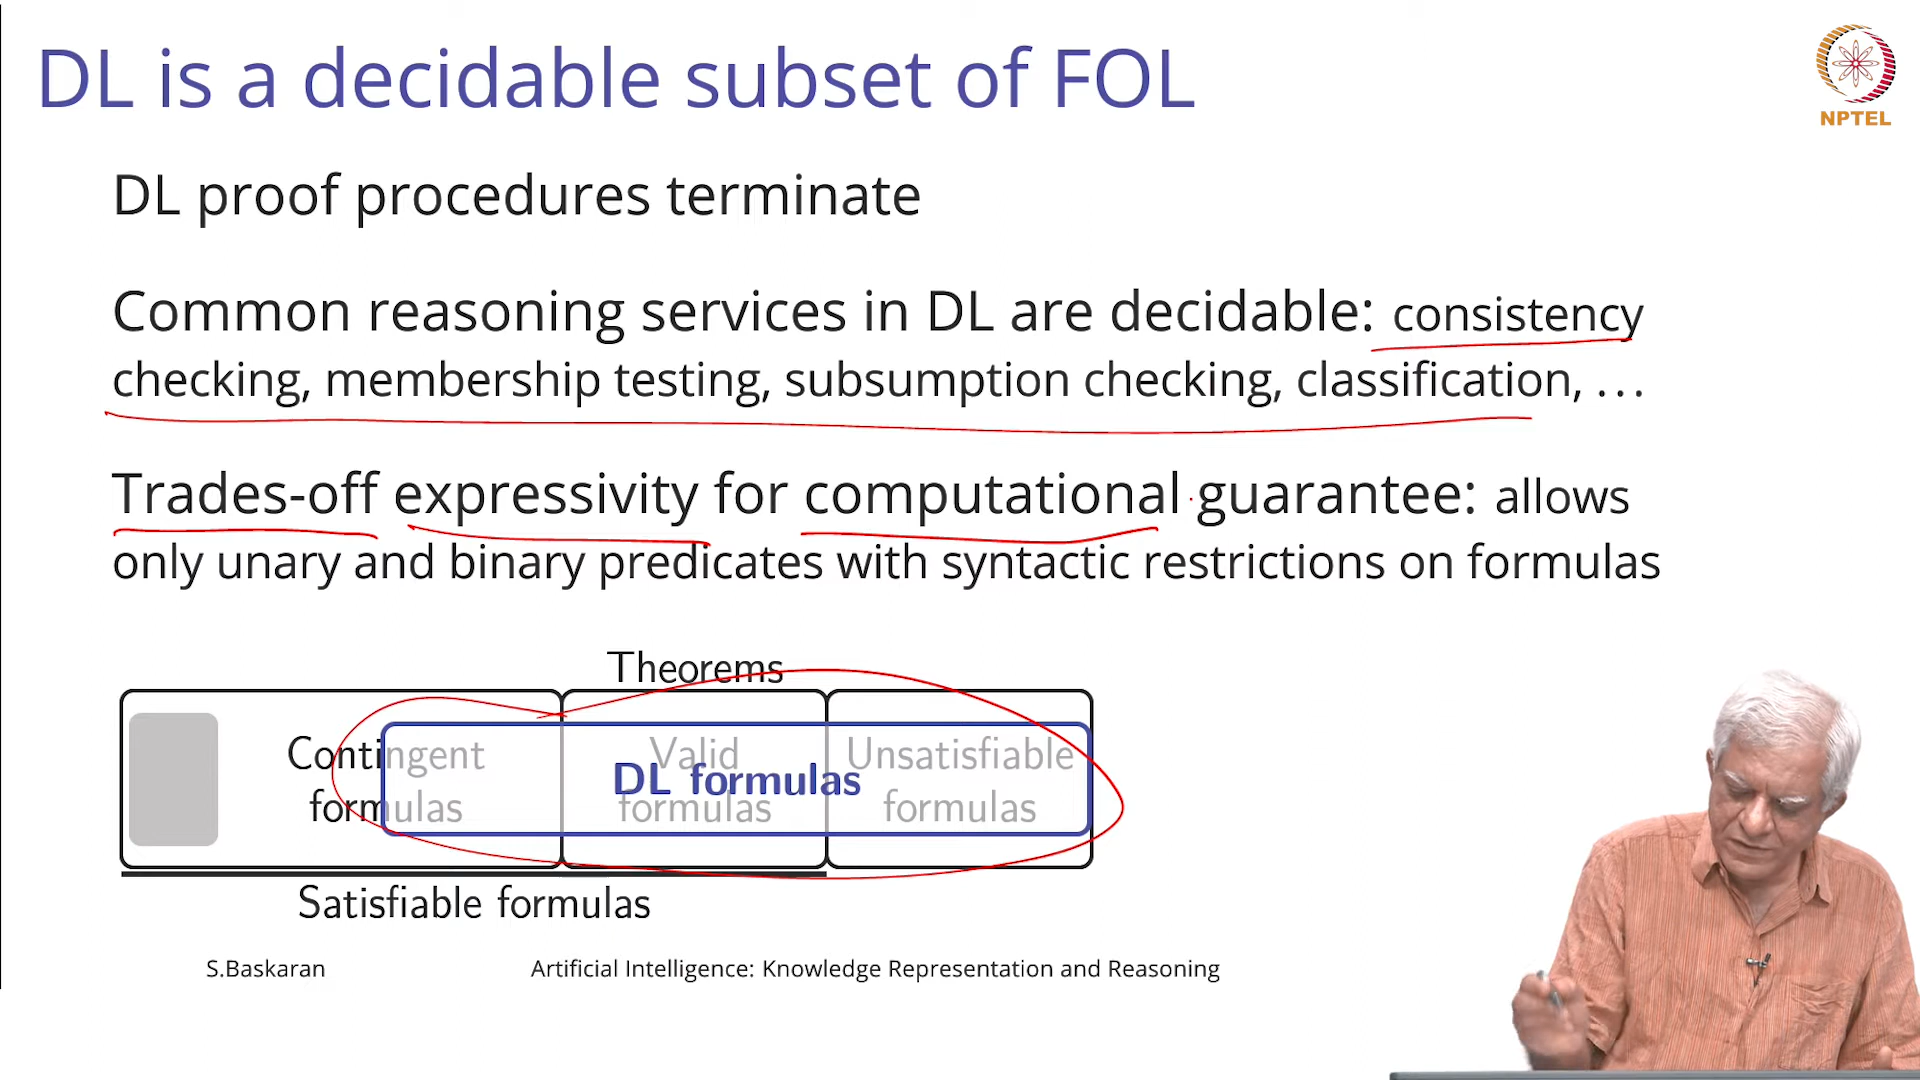 DL is a decidable subset of FOL
NPTEL
DL proof procedures terminate
Common reasoning services in DL are decidable: consistency
checking, membership testing, subsumption checking, classification, ...
Trades-off expressivity for computational guarantee: allows
only unary and binary predicates with syntactic restrictions on formulas
Theorems
Contingent formulas
Valid formulas
Unsatisfiable formulas
DL formulas
Satisfiable formulas
S.Baskaran
Artificial Intelligence: Knowledge Representation and Reasoning